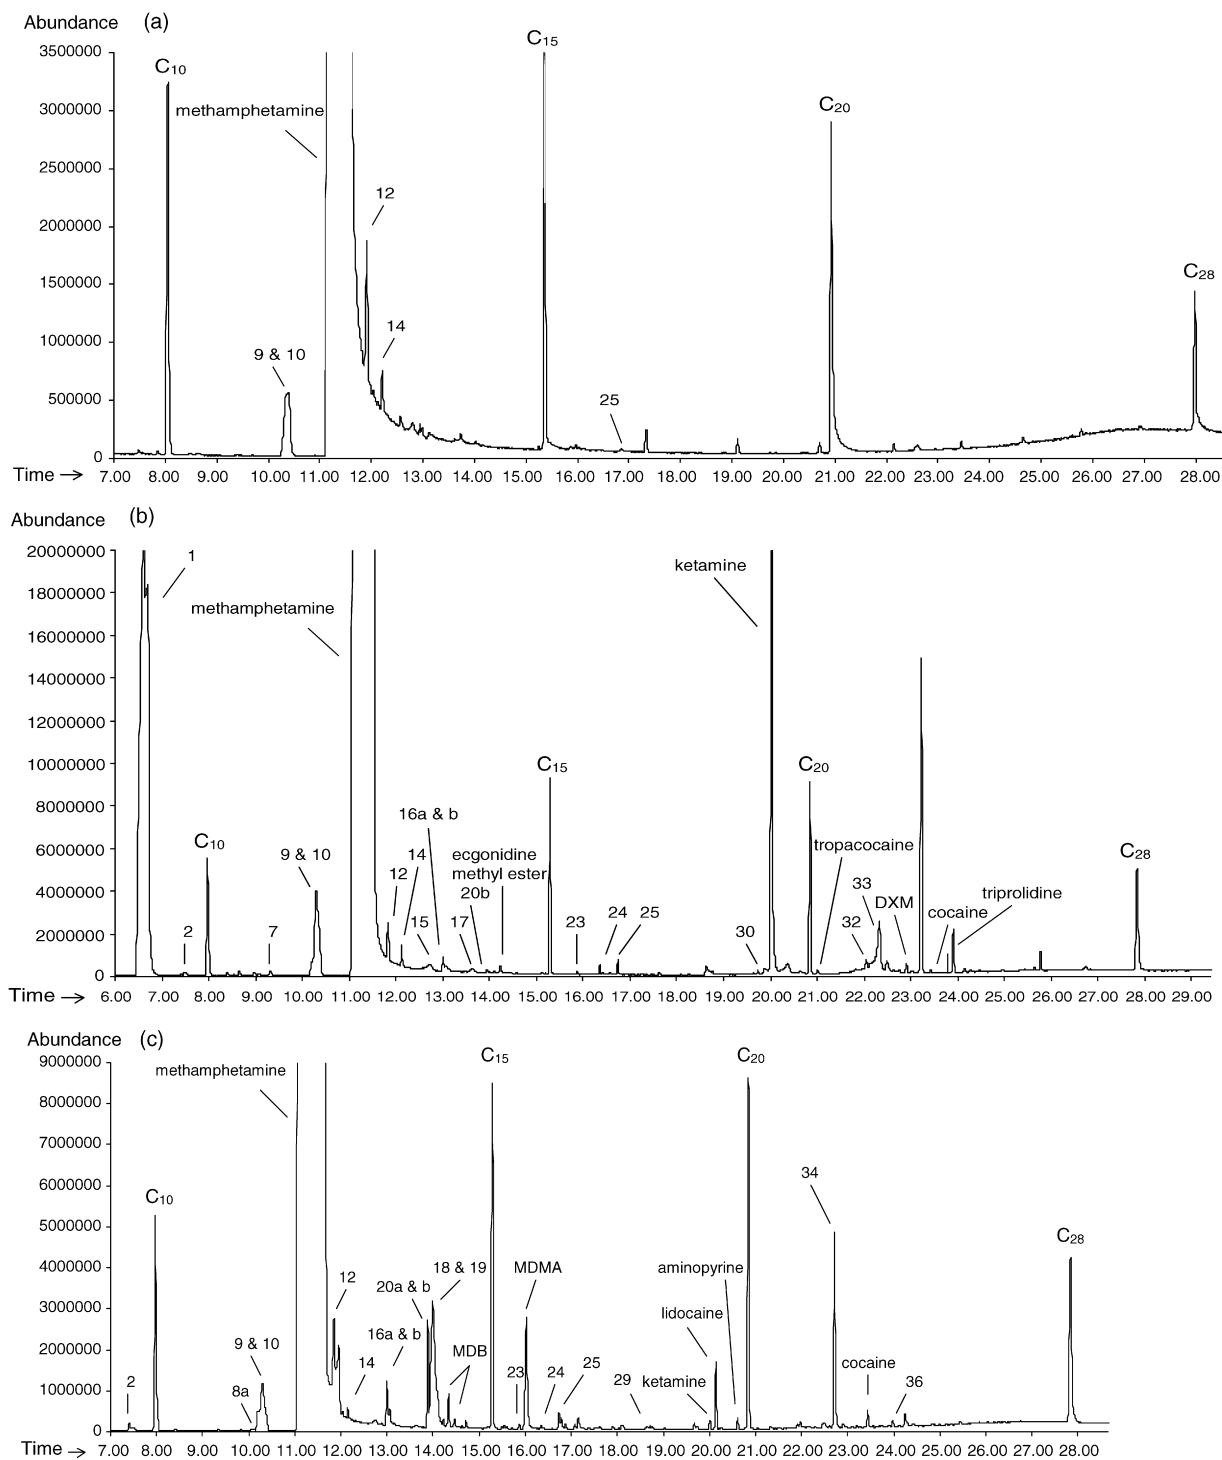 Abundance (a)
3500000
3000000
2500000
2000000
1500000
1000000
500000
0
C10
methamphetamine
C15
C20
12
C28
14
9 & 10
25
Time →
7.00 8.00 9.00 10.00 11.00 12.00 13.00 14.00 15.00 16.00 17.00 18.00 19.00 20.00 21.00 22.00 23.00 24.00 25.00 26.00 27.00 28.00
Abundance (b)
20000000
18000000
16000000
14000000
12000000
10000000
8000000
6000000
4000000
2000000
0
1
ketamine
methamphetamine
C15
C20
16a & b
C10
tropacocaine
C28
9 & 10
14
ecgonidine
methyl ester
12
33
20b
triprolidine
DXM
15
17
23
24
25
cocaine
32
2
7
30
Time →
6.00 7.00 8.00 9.00 10.00 11.00 12.00 13.00 14.00 15.00 16.00 17.00 18.00 19.00 20.00 21.00 22.00 23.00 24.00 25.00 26.00 27.00 28.00 29.00
Abundance (c)
9000000
8000000
7000000
6000000
5000000
4000000
3000000
2000000
1000000
0
C15
C20
methamphetamine
34
C10
C28
18 & 19
MDMA
aminopyrine
12
20a & b
lidocaine
16a & b
9 & 10
MDB
14
25
cocaine
23
24
2
29
ketamine
36
8a
Time →
7.00 8.00 9.00 10.00 11.00 12.00 13.00 14.00 15.00 16.00 17.00 18.00 19.00 20.00 21.00 22.00 23.00 24.00 25.00 26.00 27.00 28.00